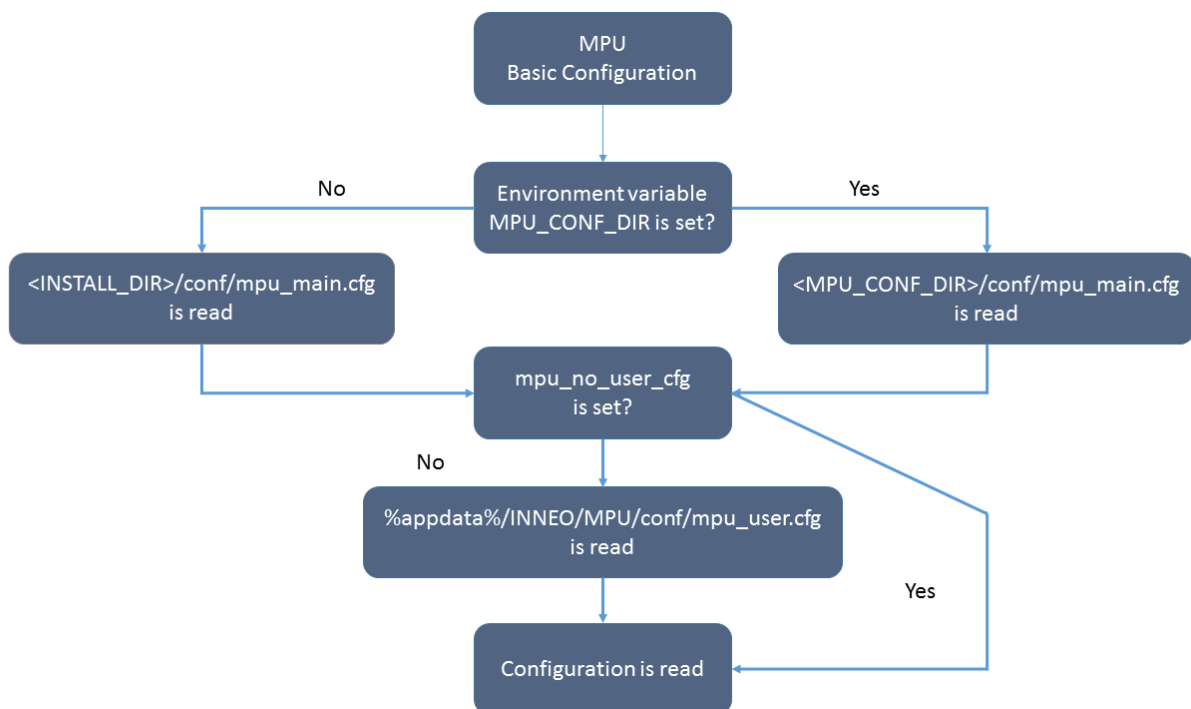 MPU
Basic Configuration
No
Environment variable
MPU_CONF_DIR is set?
Yes
<INSTALL_DIR>/conf/mpu_main.cfg
is read
<MPU_CONF_DIR>/conf/mpu_main.cfg
is read
mpu_no_user_cfg
is set?
No
%appdata%/INNEO/MPU/conf/mpu_user.cfg
is read
Yes
Configuration is read